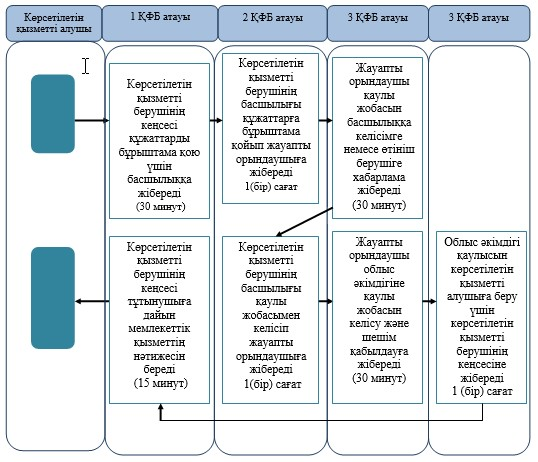 Көрсетілетін
қызметті алушы
1 ҚФБ атауы
2 ҚФБ атауы
3 ҚФБ атауы
3 ҚФБ атауы
Көрсетілетін
қызметті
берушінің
кеңсесі
құжаттарды
бұрыштама қою
үшін
басшылыққа
жібереді
(30 минут)
Көрсетілетін
қызметті
берушінің
басшылығы
құжаттарға
бұрыштама
қойып жауапты
орындаушыға
жібереді
1(бір) сағат
Жауапты
орындаушы
қаулы
жобасын
басшылыққа
келісімге
немесе өтініш
берушіге
хабарлама
жібереді
(30 минут)
Көрсетілетін
қызметті
берушінің
кеңсесі
тұтынушыға
дайын
мемлекеттік
қызметтің
нәтижесін
береді
(15 минут)
Көрсетілетін
қызметті
берушінің
басшылығы
қаулы
жобасымен
келісіп
жауапты
орындаушыға
жібереді
1(бір) сағат
Жауапты
орындаушы
облыс
әкімдігіне
қаулы
жобасын
келісу және
шешім
қабылдауға
жібереді
(30 минут)
Облыс әкімдігі
қаулысын
көрсетілетін
қызметті
алушыға беру
үшін
көрсетілетін
қызметті
берушінің
кеңсесіне
жібереді
1 (бір) сағат